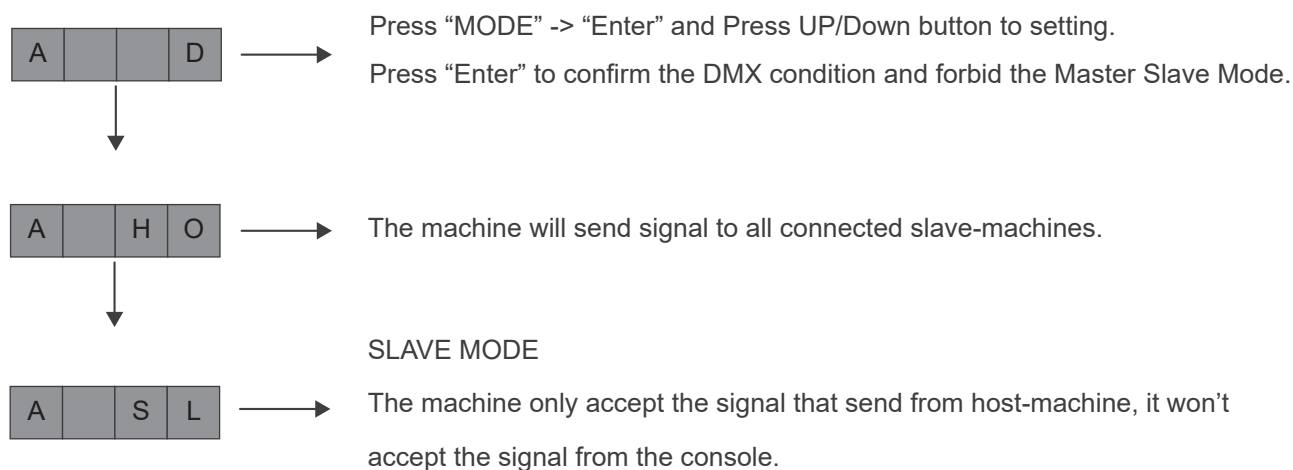 Press “MODE” -> “Enter” and Press UP/Down button to setting.
A D
Press “Enter” to confirm the DMX condition and forbid the Master Slave Mode.
A H O
The machine will send signal to all connected slave-machines.
SLAVE MODE
A S L
The machine only accept the signal that send from host-machine, it won’t
accept the signal from the console.